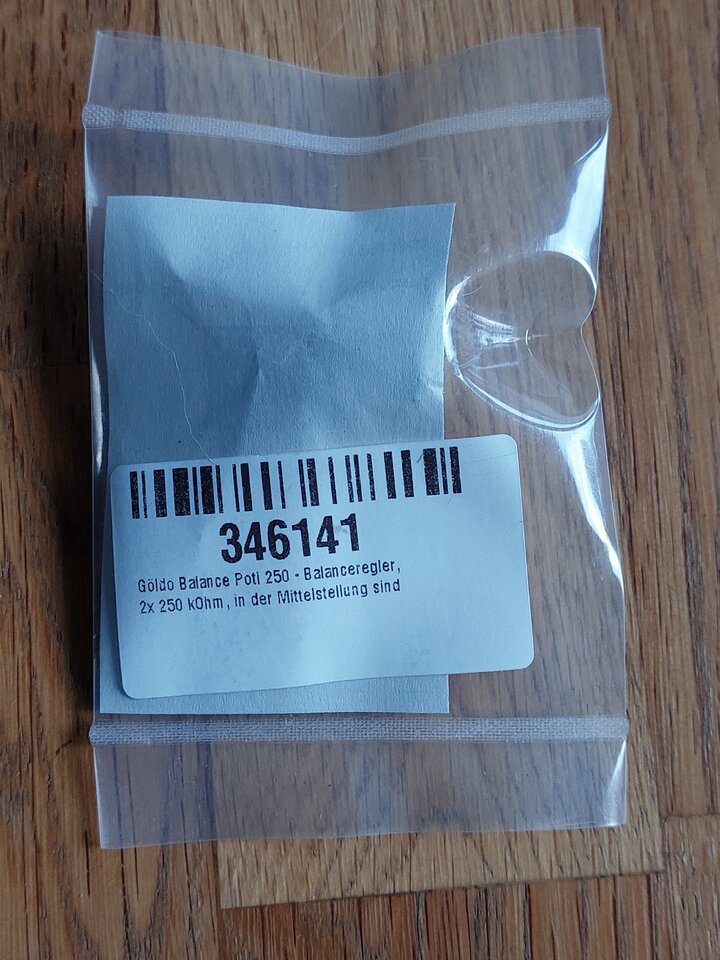 346141
Göldo Balance Poti 250 - Balanceregler,
2x 250 kOhm, in der Mittelstellung sind